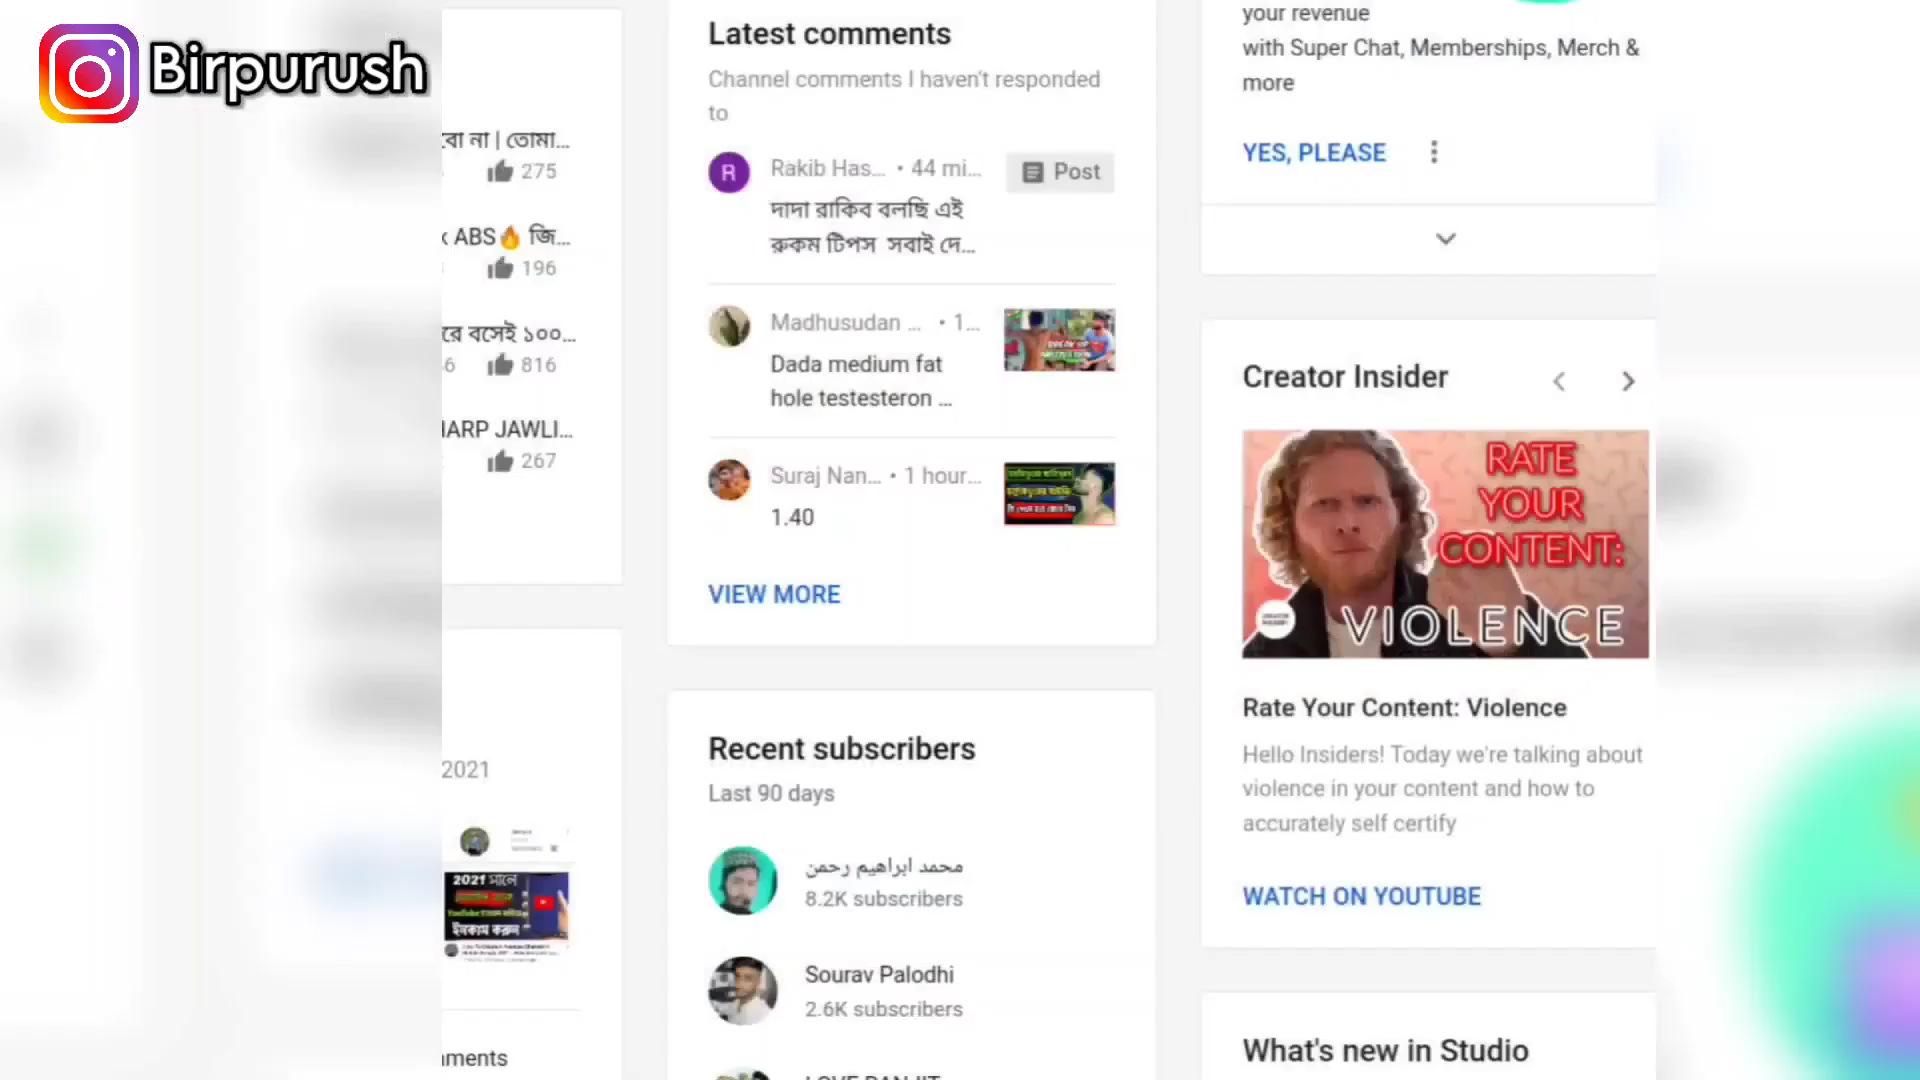 Birpurush
বো না | তোমা...
275
ABS🔥 জি...
196
রে বসেই ১০০...
816
HARP JAWLI...
267
2021
2021 সালে
ইনকাম করুন
Latest comments
Channel comments I haven't responded
to
R
Rakib Has... • 44 mi...
Post
দাদা রাকিব বলছি এই
রুকম টিপস সবাই দে...
Madhusudan ... • 1...
Dada medium fat
hole testesteron ...
Suraj Nan... • 1 hour...
1.40
VIEW MORE
Recent subscribers
Last 90 days
محمد ابراهيم رحمن
8.2K subscribers
Sourav Palodhi
2.6K subscribers
your revenue
with Super Chat, Memberships, Merch &
more
YES, PLEASE
Creator Insider
RATE
YOUR
CONTENT:
VIOLENCE
Rate Your Content: Violence
Hello Insiders! Today we're talking about
violence in your content and how to
accurately self certify
WATCH ON YOUTUBE
What's new in Studio